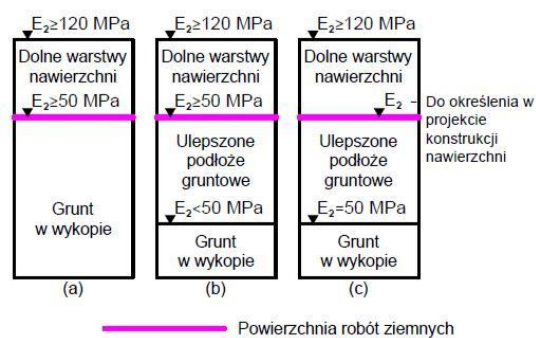 E₂≥120 MPa
Dolne warstwy
nawierzchni
E₂≥50 MPa
Grunt
w wykopie
(a)
E₂≥120 MPa
Dolne warstwy
nawierzchni
E₂≥50 MPa
Ulepszone
podłoże
gruntowe
E₂<50 MPa
Grunt
w wykopie
(b)
E₂≥120 MPa
Dolne warstwy
nawierzchni
E₂ - Do określenia w
projekcie
konstrukcji
nawierzchni
Ulepszone
podłoże
gruntowe
E₂=50 MPa
Grunt
w wykopie
(c)
Powierzchnia robót ziemnych